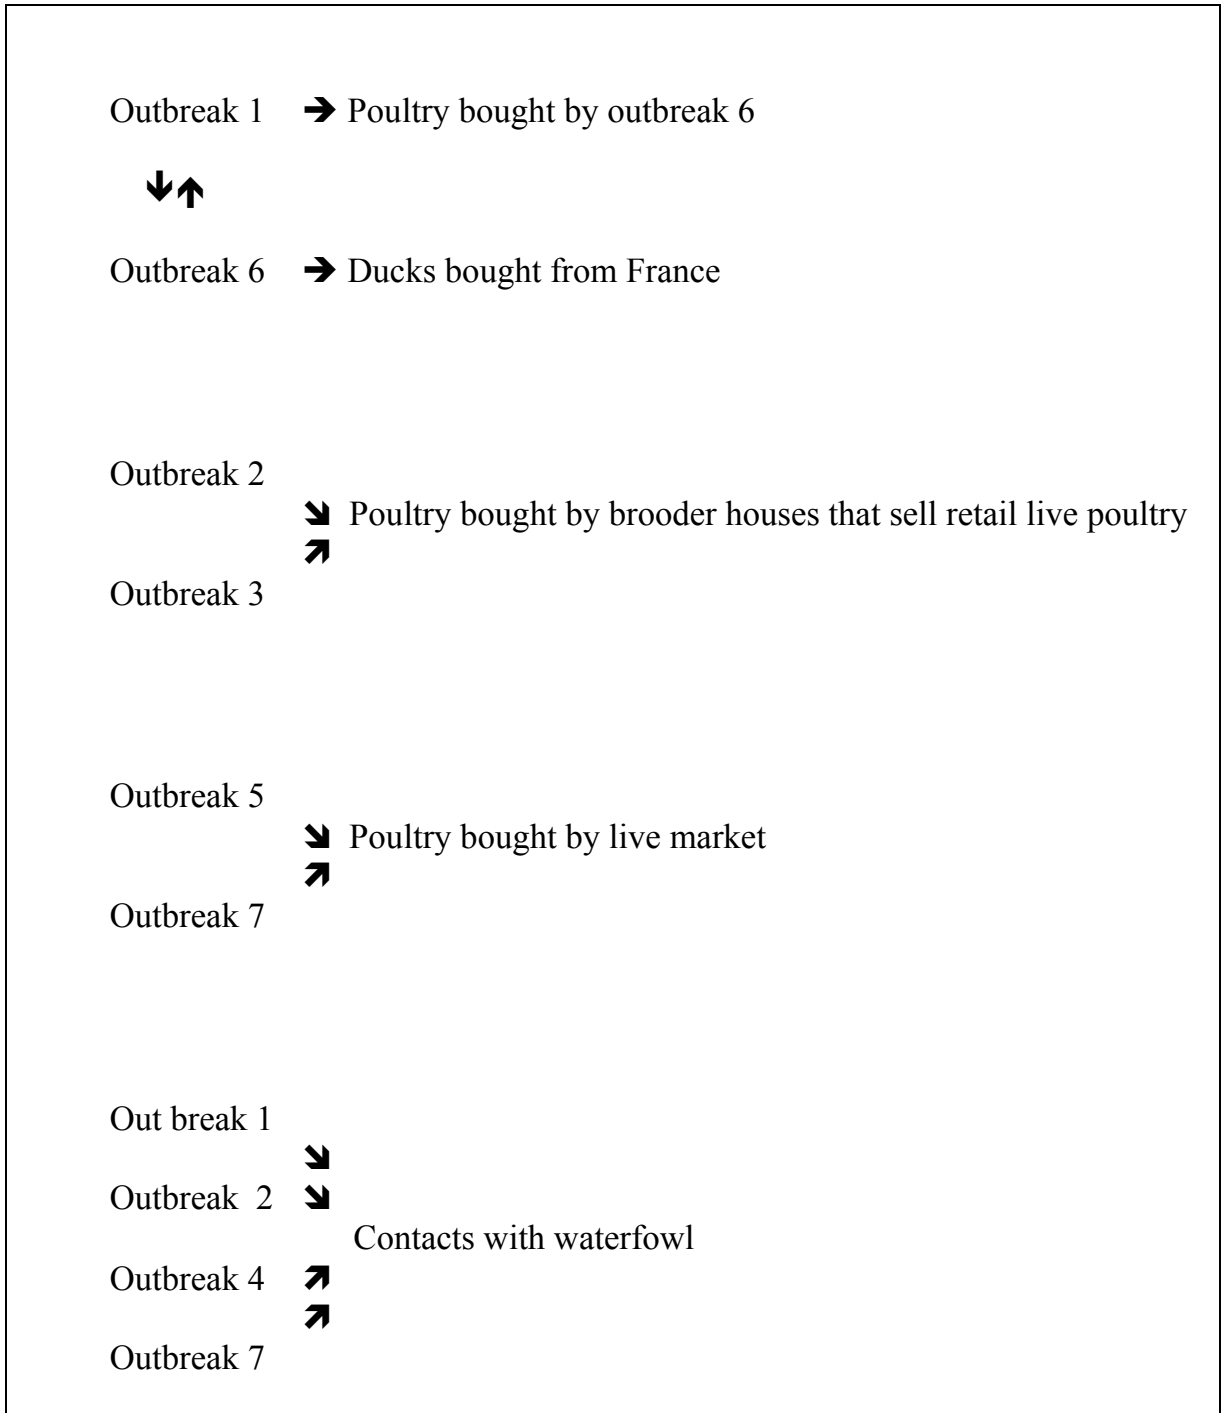 Outbreak 1 ➔ Poultry bought by outbreak 6
🡻🡹
Outbreak 6 ➔ Ducks bought from France
Outbreak 2
🡾 Poultry bought by brooder houses that sell retail live poultry
🡽
Outbreak 3
Outbreak 5
🡾 Poultry bought by live market
🡽
Outbreak 7
Out break 1
🡾
Outbreak 2 🡾
Contacts with waterfowl
Outbreak 4 🡽
🡽
Outbreak 7